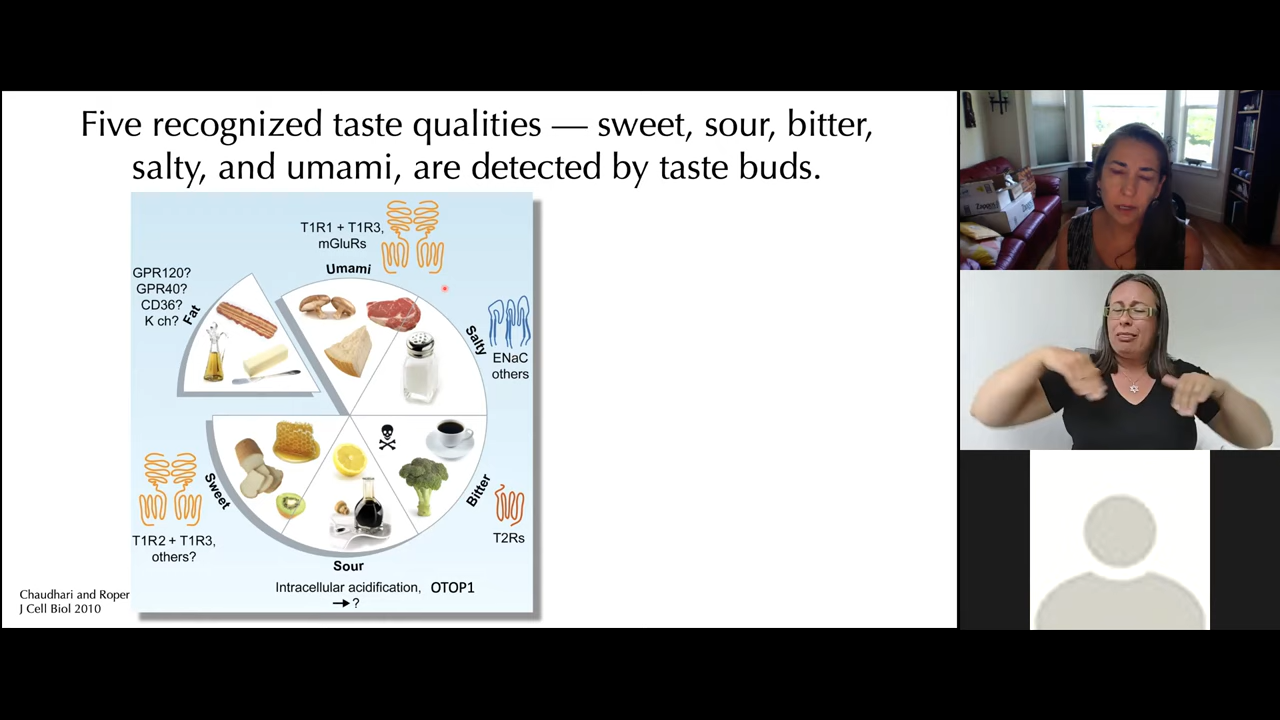 Five recognized taste qualities — sweet, sour, bitter,
salty, and umami, are detected by taste buds.
T1R1 + T1R3,
mGluRs
Umami
GPR120?
GPR40?
CD36?
K ch?
Fat
Salty
ENaC
others
Sweet
T1R2 + T1R3,
others?
Bitter
T2Rs
Sour
Intracellular acidification, OTOP1
→ ?
Chaudhari and Roper
J Cell Biol 2010